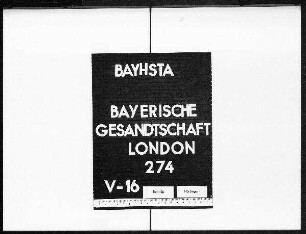 BAYHSTA
BAYERISCHE
GESANDTSCHAFT
LONDON
274
V-16